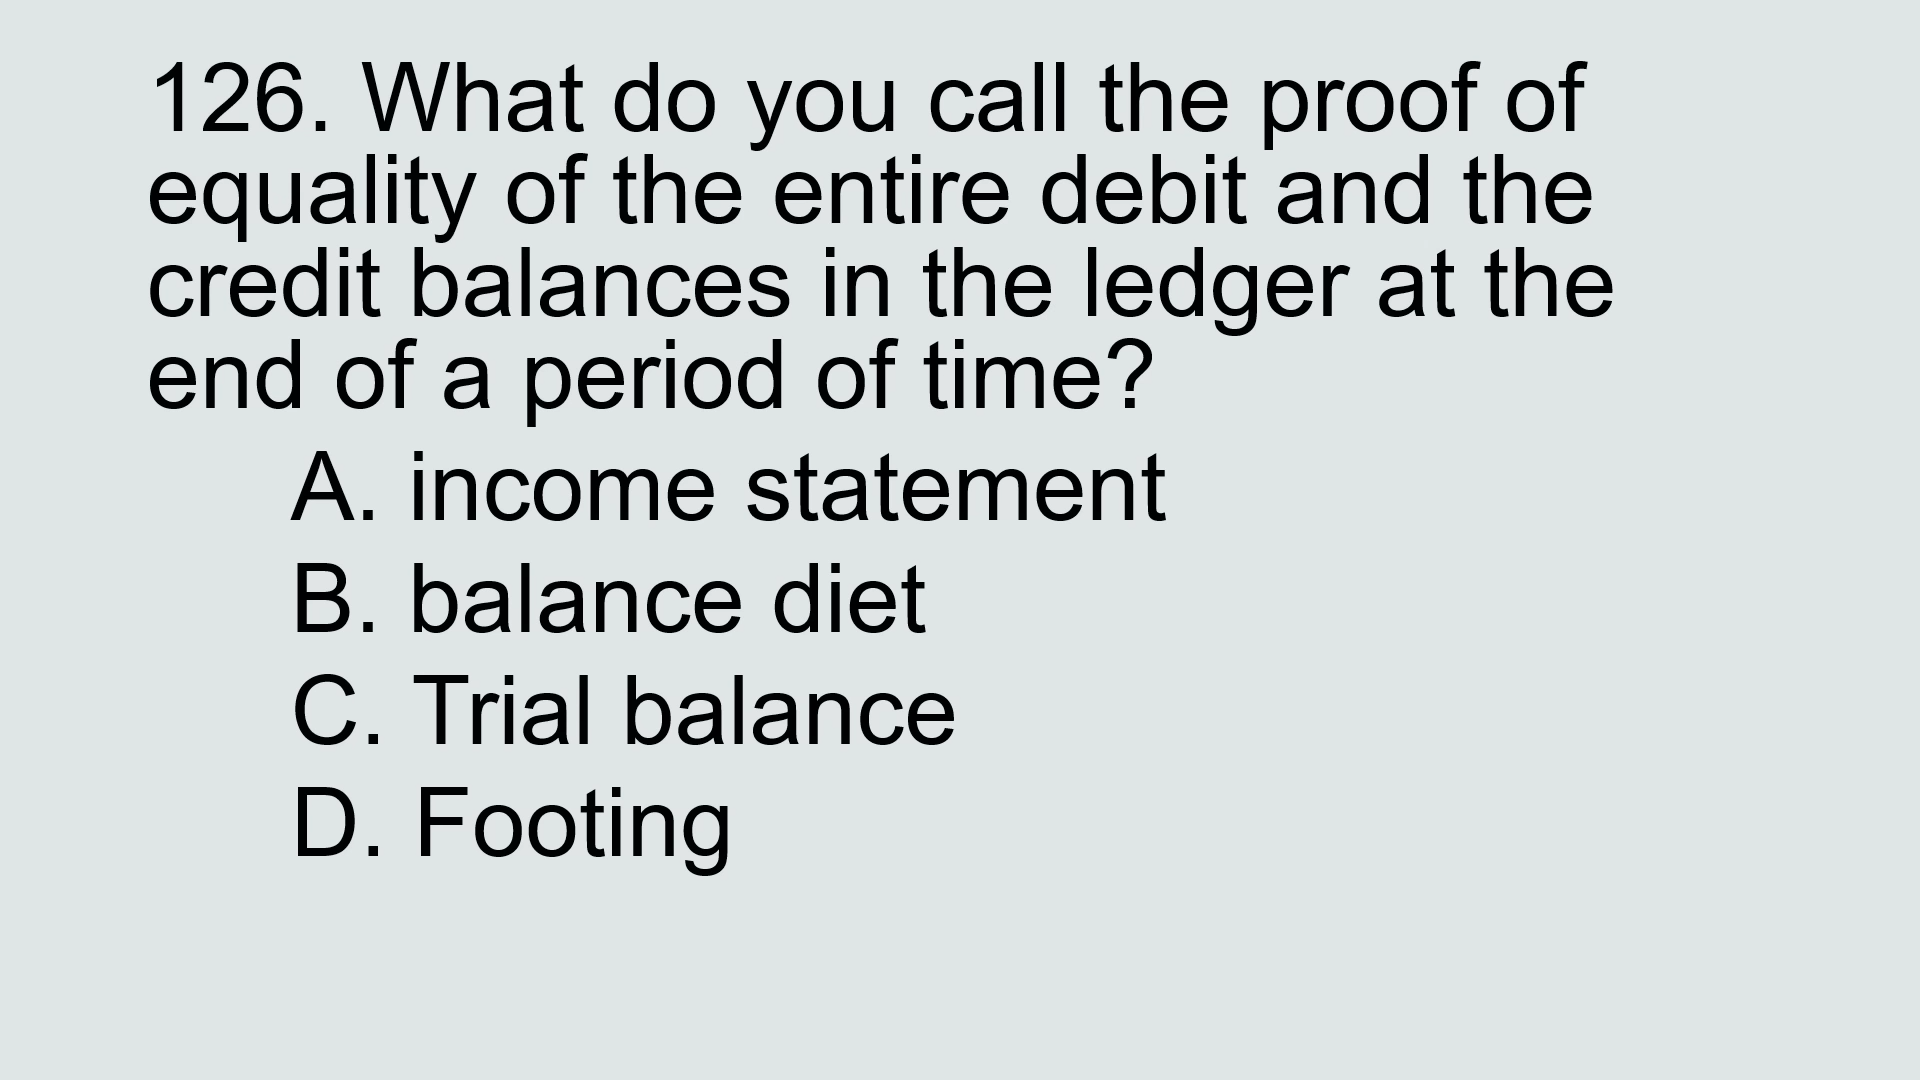 126. What do you call the proof of
equality of the entire debit and the
credit balances in the ledger at the
end of a period of time?
A. income statement
B. balance diet
C. Trial balance
D. Footing